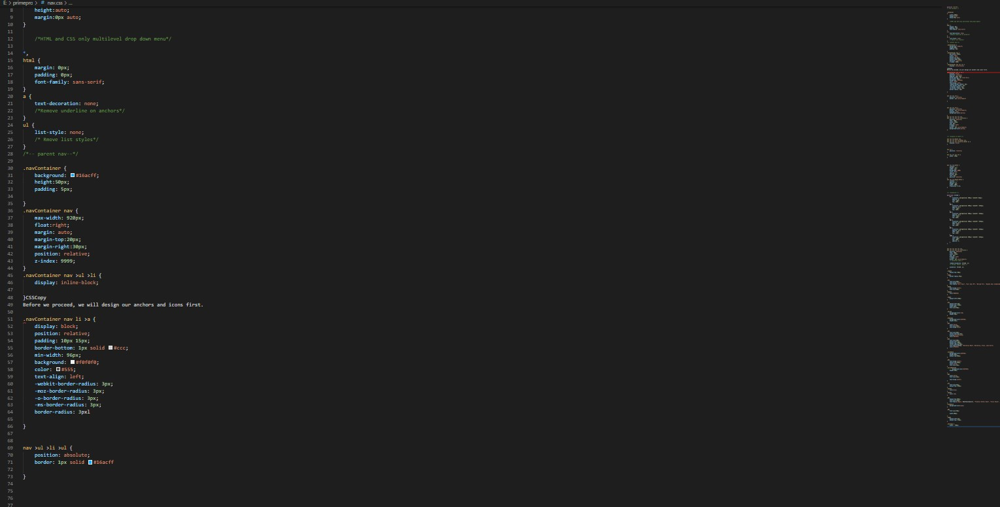 E: > primepro > # nav.css > ...
8 height:auto;
9 margin:0px auto;
10 }
11
12 /*HTML and CSS only multilevel drop down menu*/
13
14 *,
15 html {
16 margin: 0px;
17 padding: 0px;
18 font-family: sans-serif;
19 }
20 a {
21 text-decoration: none;
22 /*Remove underline on anchors*/
23 }
24 ul {
25 list-style: none;
26 /* Rmove list styles*/
27 }
28 /*-- parent nav--*/
29
30 .navContainer {
31 background: #16acff;
32 height:50px;
33 padding: 5px;
34
35 }
36 .navContainer nav {
37 max-width: 920px;
38 float:right;
39 margin: auto;
40 margin-top:20px;
41 margin-right:30px;
42 position: relative;
43 z-index: 9999;
44 }
45 .navContainer nav >ul >li {
46 display: inline-block;
47
48 }CSSCopy
49 Before we proceed, we will design our anchors and icons first.
50
51 .navContainer nav li >a {
52 display: block;
53 position: relative;
54 padding: 10px 15px;
55 border-bottom: 1px solid #ccc;
56 min-width: 96px;
57 background: #f0f0f0;
58 color: #555;
59 text-align: left;
60 -webkit-border-radius: 3px;
61 -moz-border-radius: 3px;
62 -o-border-radius: 3px;
63 -ms-border-radius: 3px;
64 border-radius: 3pxl
65
66 }
67
68
69 nav >ul >li >ul {
70 position: absolute;
71 border: 1px solid #16acff
72
73 }
74
75
76
77